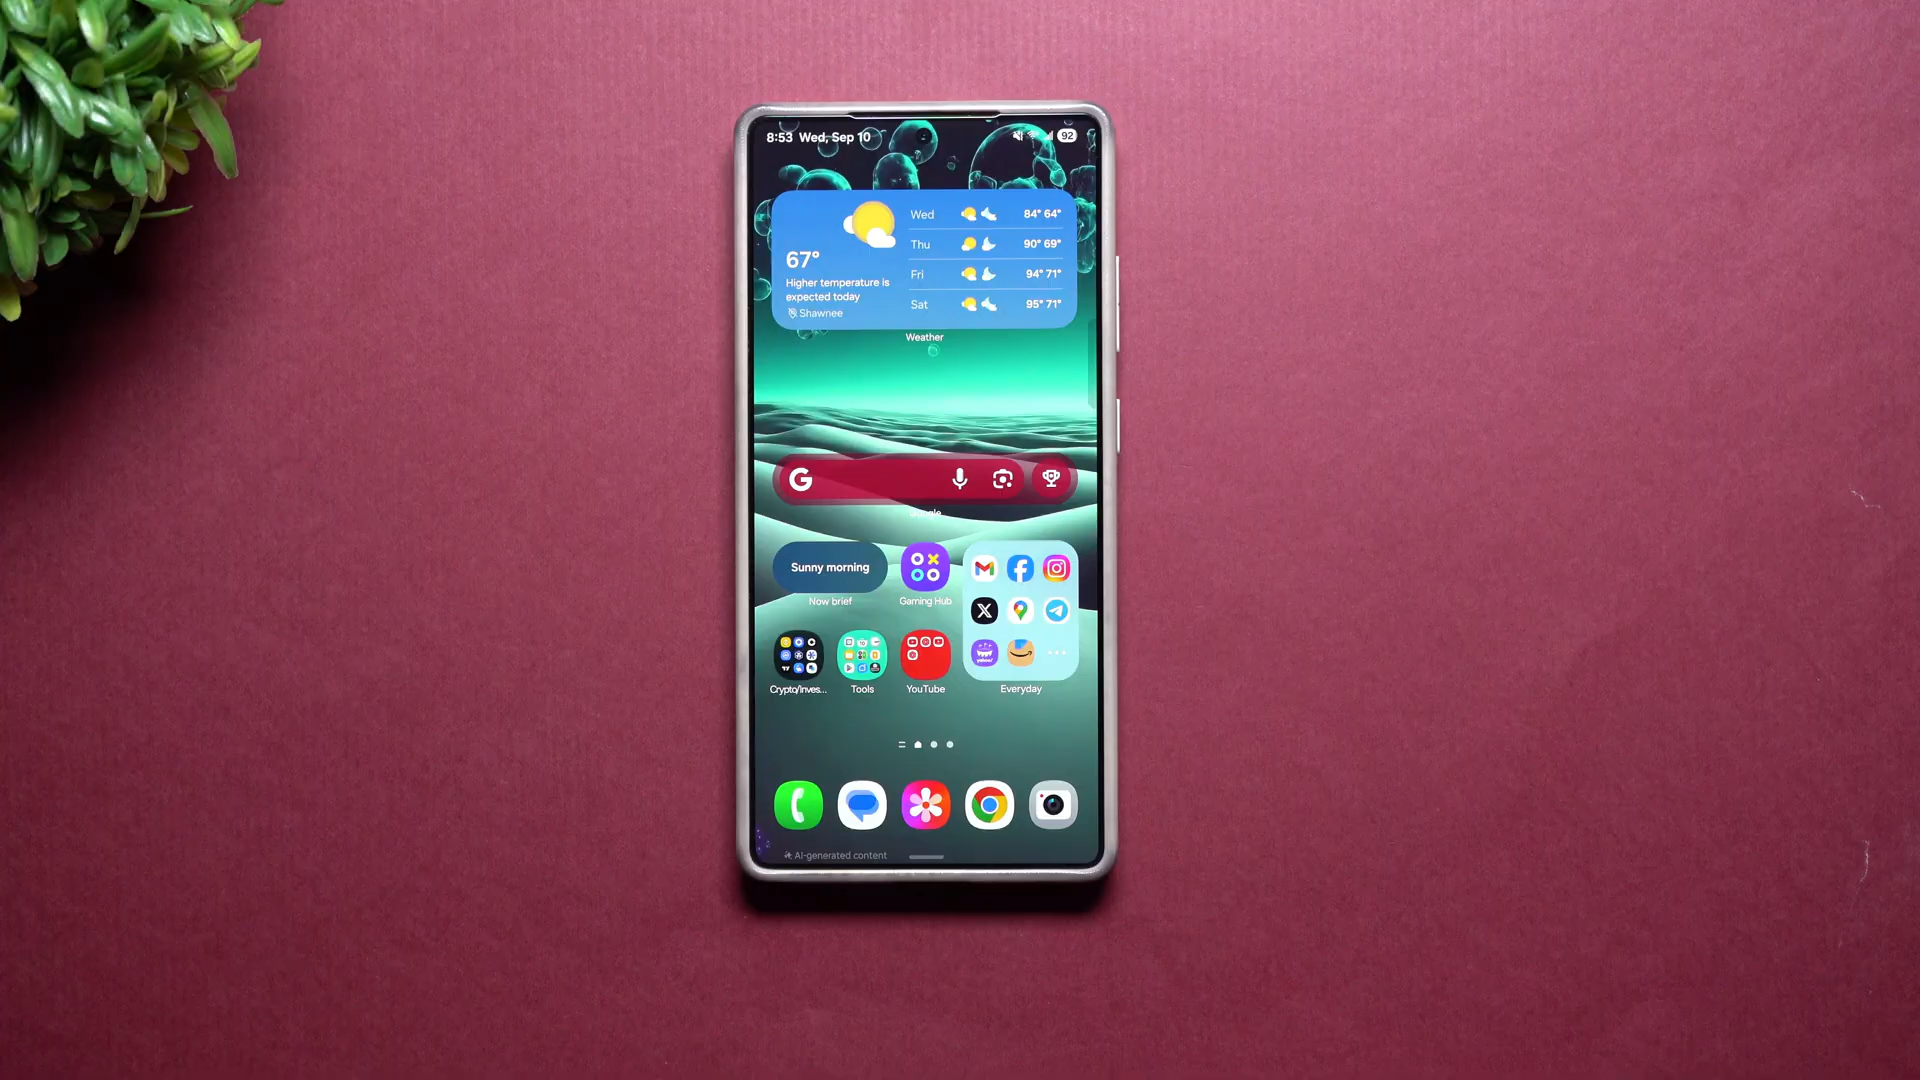 8:53 Wed, Sep 10
92
67°
Higher temperature is
expected today
Shawnee
Wed 84° 64°
Thu 90° 69°
Fri 94° 71°
Sat 95° 71°
Weather
G
Google
Sunny morning
Now brief
Gaming Hub
Crypto/Inves...
Tools
YouTube
Everyday
AI-generated content